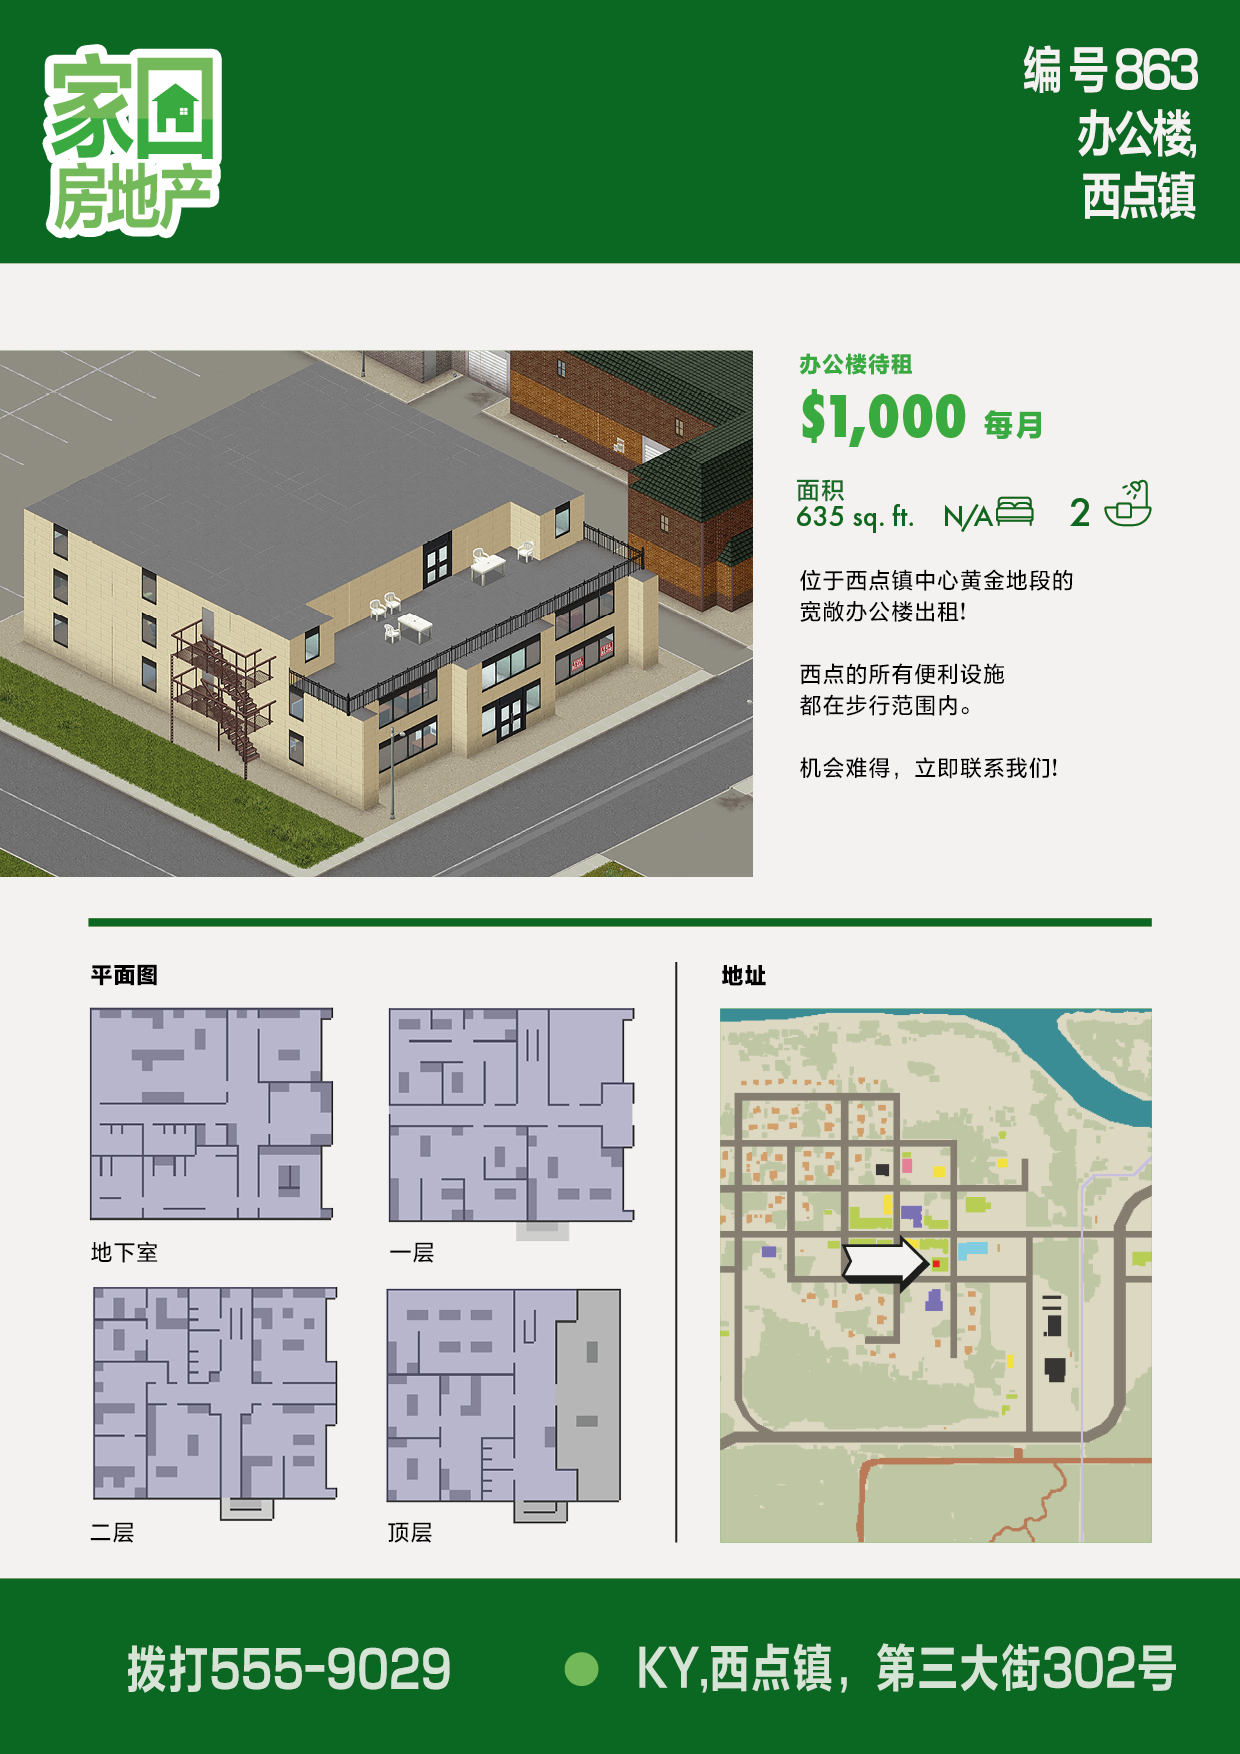 家园
房地产
编号863
办公楼,
西点镇
办公楼待租
$1,000 每月
面积
635 sq. ft. N/A 2
位于西点镇中心黄金地段的
宽敞办公楼出租!
西点的所有便利设施
都在步行范围内。
机会难得，立即联系我们!
平面图
地址
地下室
一层
二层
顶层
拨打555-9029
KY,西点镇，第三大街302号